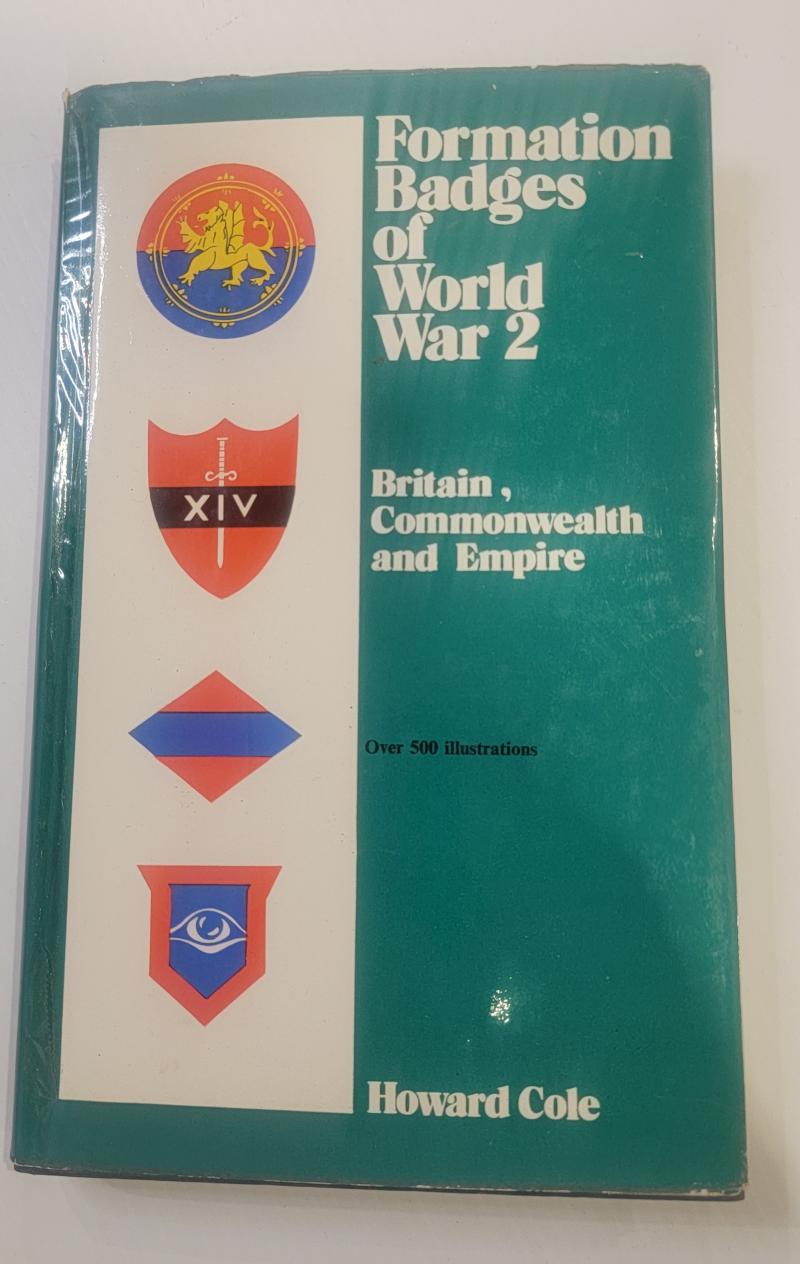 Formation
Badges
of
World
War 2
XIV
Britain,
Commonwealth
and Empire
Over 500 illustrations
Howard Cole